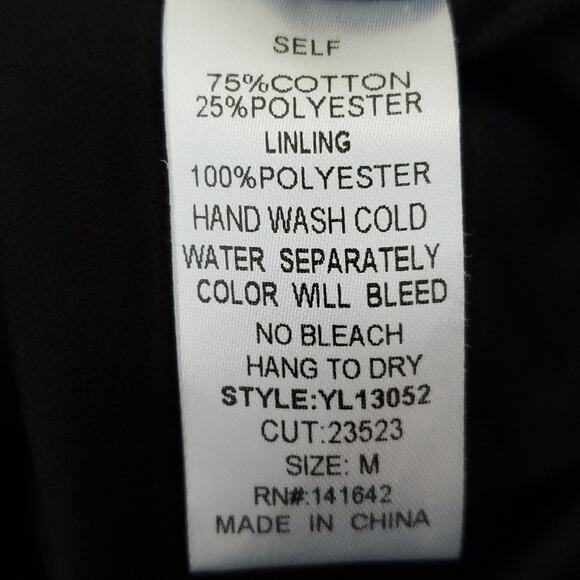 SELF
75%COTTON
25%POLYESTER
LINLING
100%POLYESTER
HAND WASH COLD
WATER SEPARATELY
COLOR WILL BLEED
NO BLEACH
HANG TO DRY
STYLE:YL13052
CUT:23523
SIZE: M
RN#:141642
MADE IN CHINA